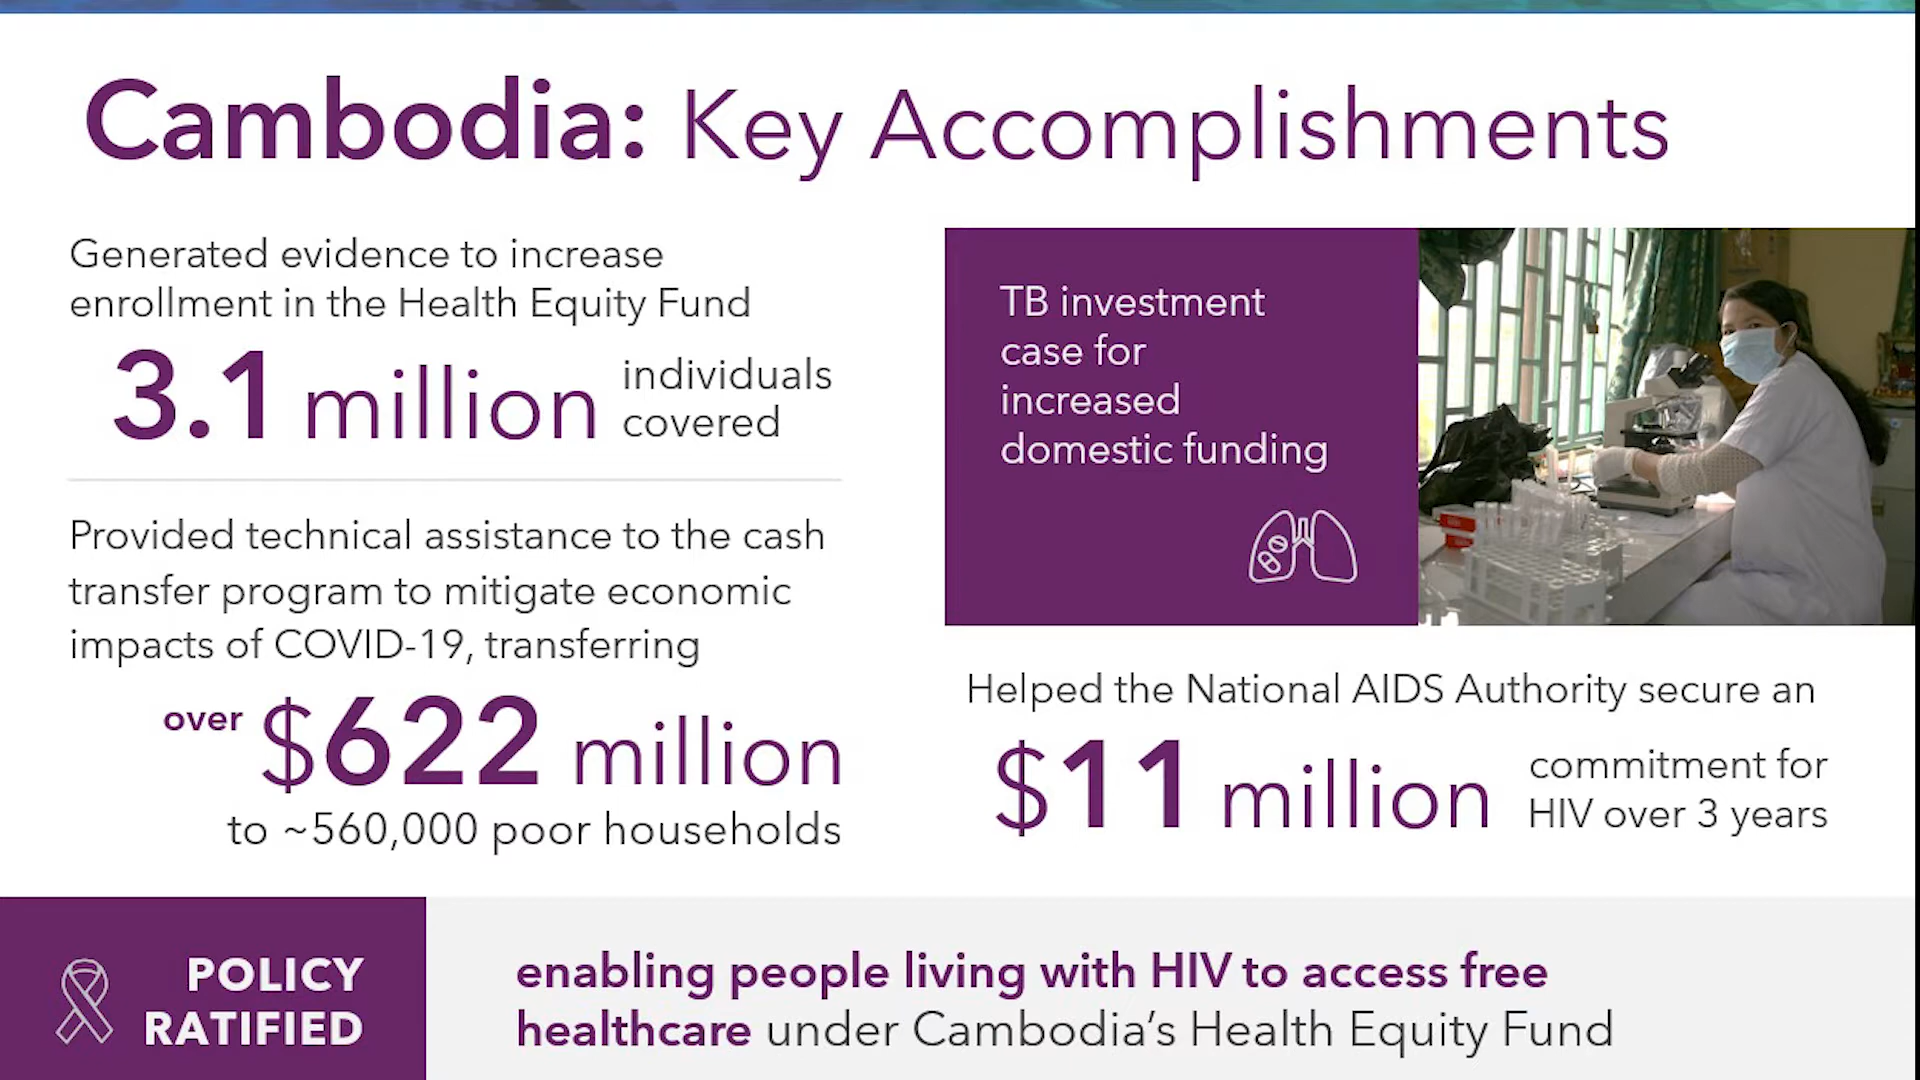 Cambodia: Key Accomplishments
Generated evidence to increase
enrollment in the Health Equity Fund
3.1 million individuals
covered
Provided technical assistance to the cash
transfer program to mitigate economic
impacts of COVID-19, transferring
over $622 million
to ~560,000 poor households
TB investment
case for
increased
domestic funding
Helped the National AIDS Authority secure an
$11 million commitment for
HIV over 3 years
POLICY
RATIFIED
enabling people living with HIV to access free
healthcare under Cambodia’s Health Equity Fund